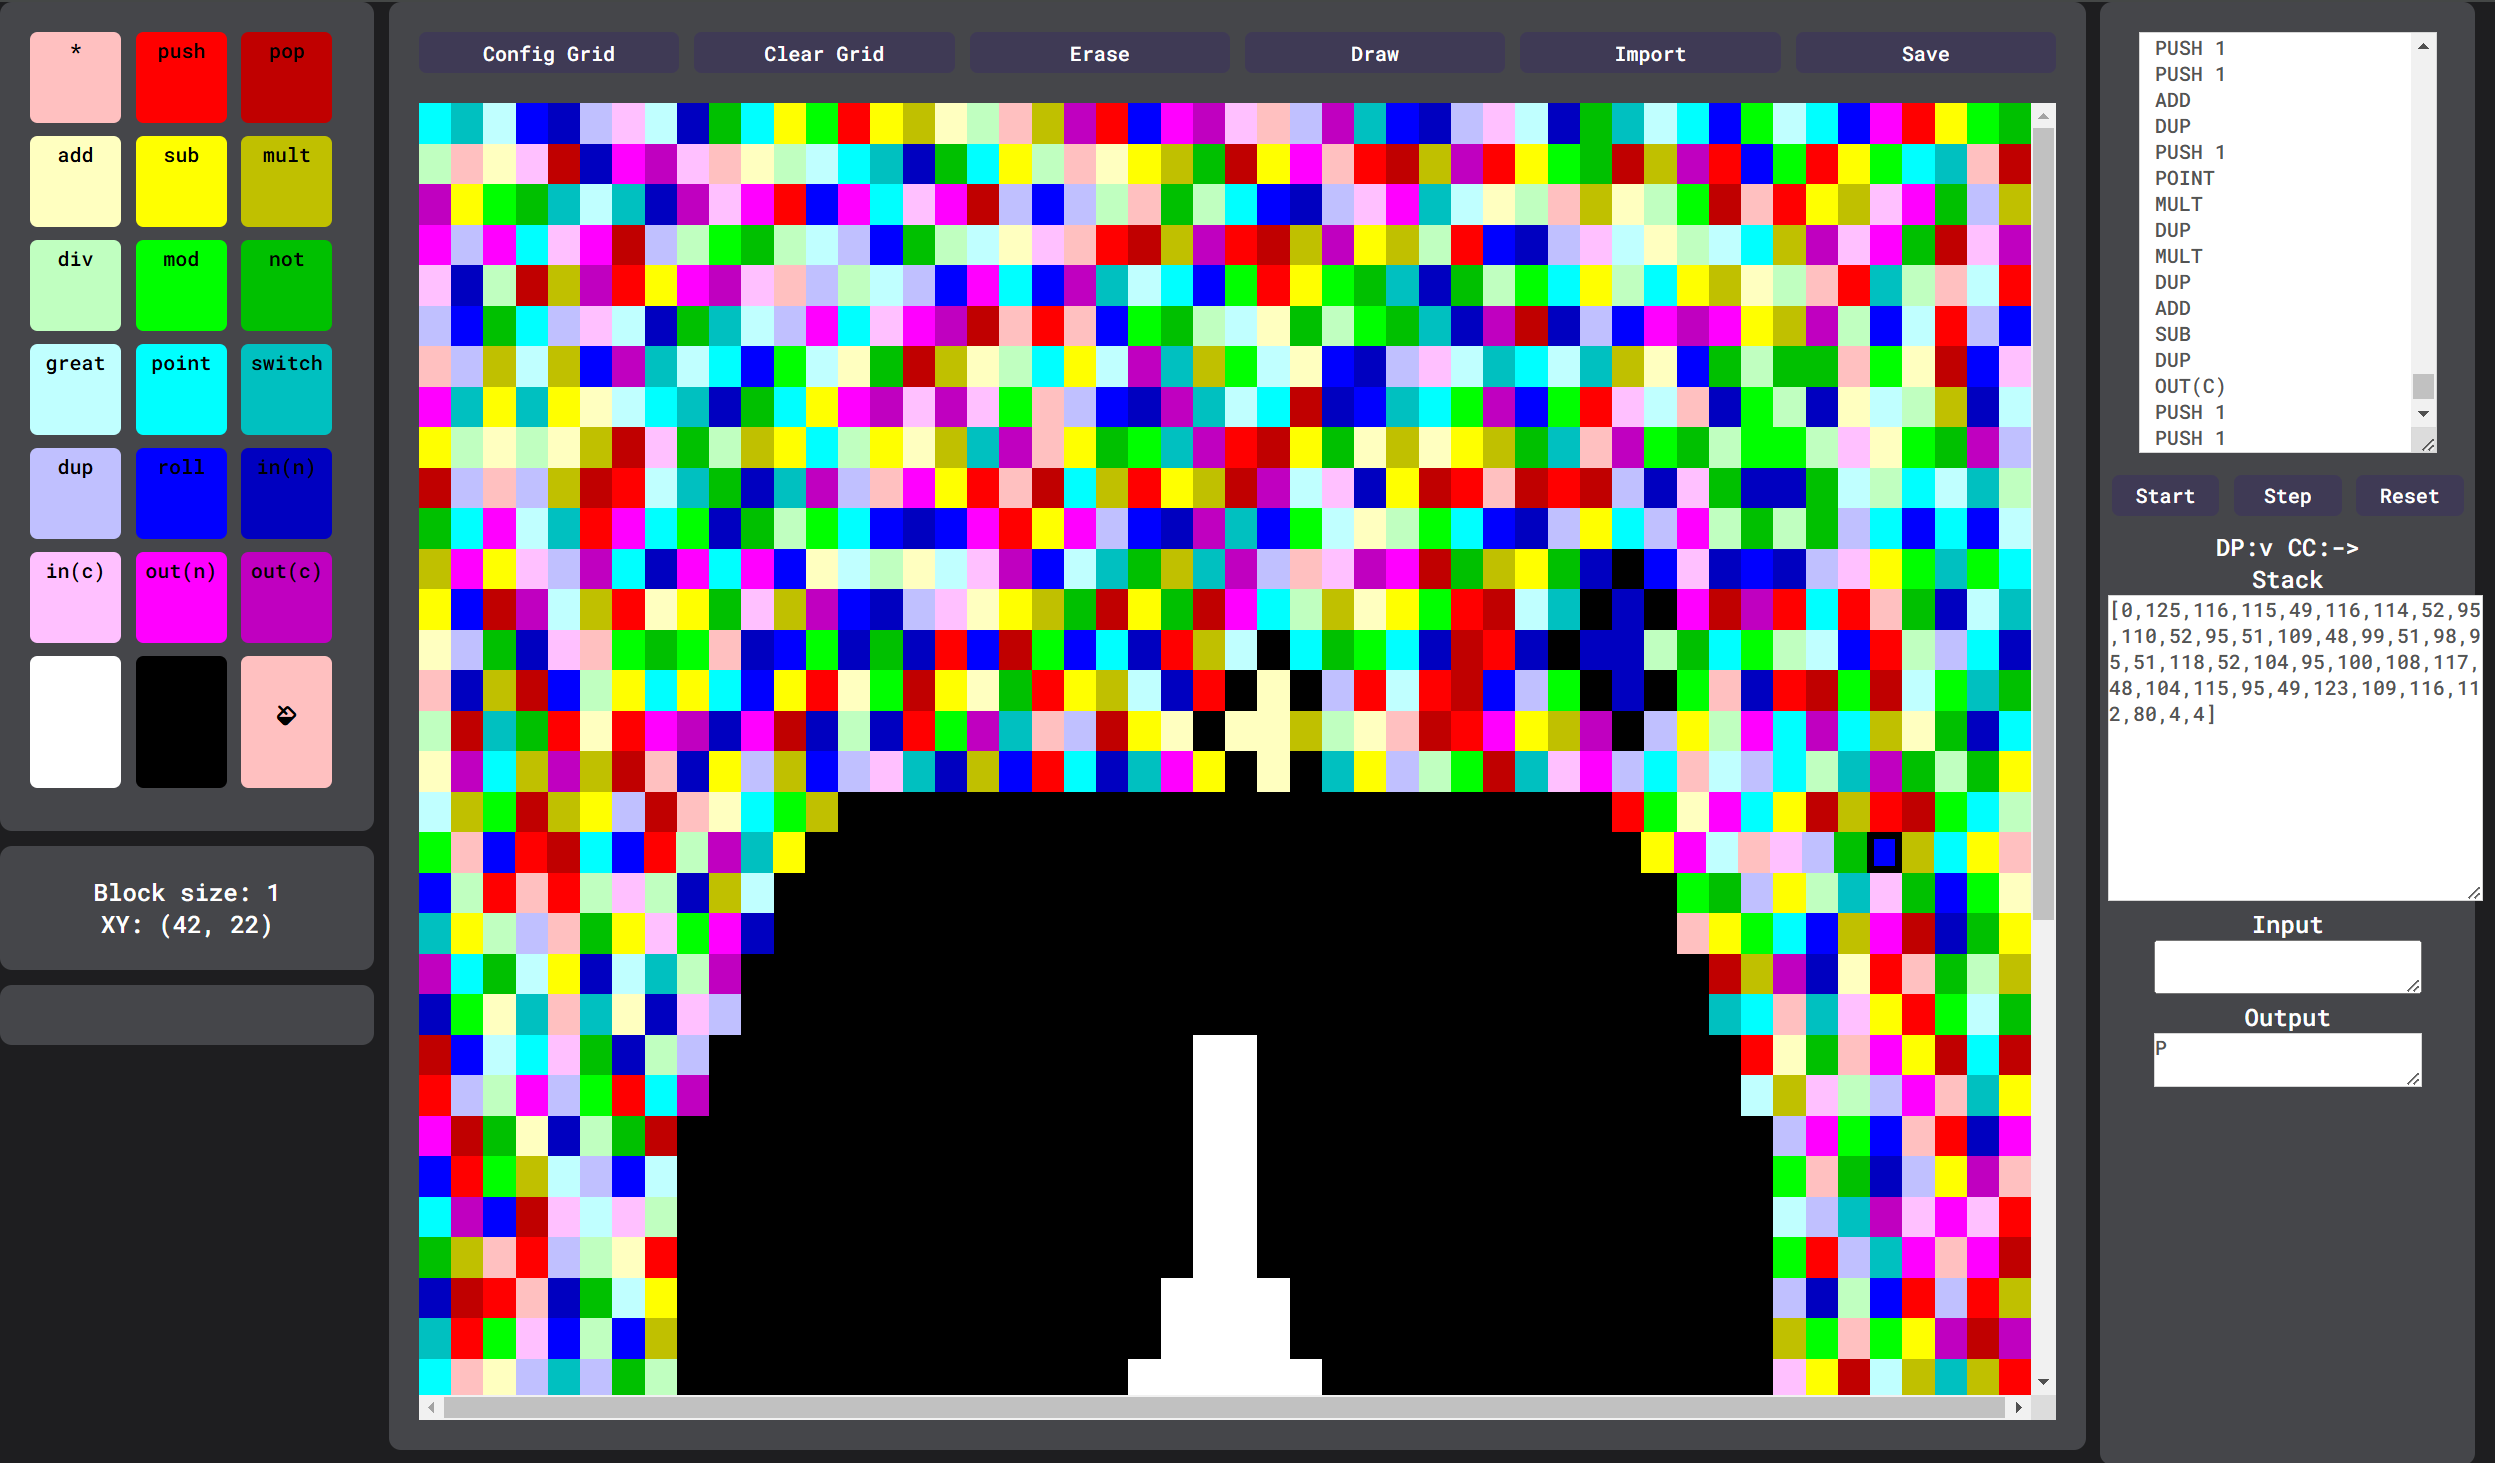 * push pop
add sub mult
div mod not
great point switch
dup roll in(n)
in(c) out(n) out(c)
Block size: 1
XY: (42, 22)
Config Grid Clear Grid Erase Draw Import Save
PUSH 1
PUSH 1
ADD
DUP
PUSH 1
POINT
MULT
DUP
MULT
DUP
ADD
SUB
DUP
OUT(C)
PUSH 1
PUSH 1
Start Step Reset
DP:v CC:->
Stack
[0,125,116,115,49,116,114,52,95
,110,52,95,51,109,48,99,51,98,9
5,51,118,52,104,95,100,108,117,
48,104,115,95,49,123,109,116,11
2,80,4,4]
Input
Output
P